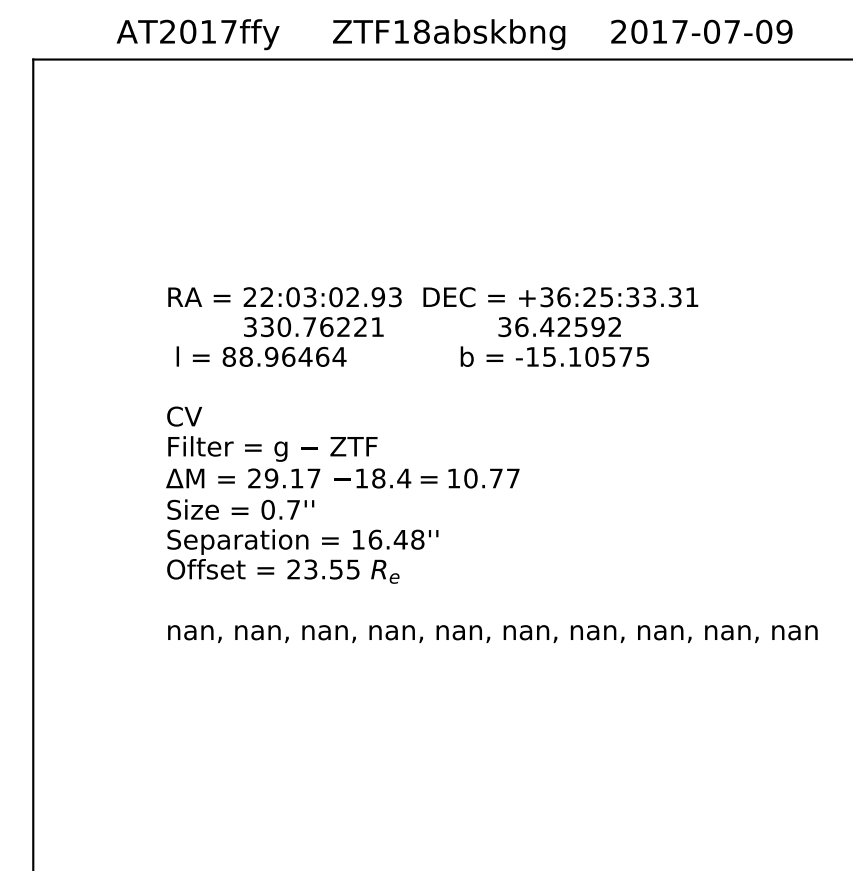 AT2017ffy ZTF18abskbng 2017-07-09
RA = 22:03:02.93 DEC = +36:25:33.31
330.76221 36.42592
l = 88.96464 b = -15.10575
CV
Filter = g − ZTF
ΔM = 29.17 −18.4 = 10.77
Size = 0.7''
Separation = 16.48''
Offset = 23.55 Rₑ
nan, nan, nan, nan, nan, nan, nan, nan, nan, nan